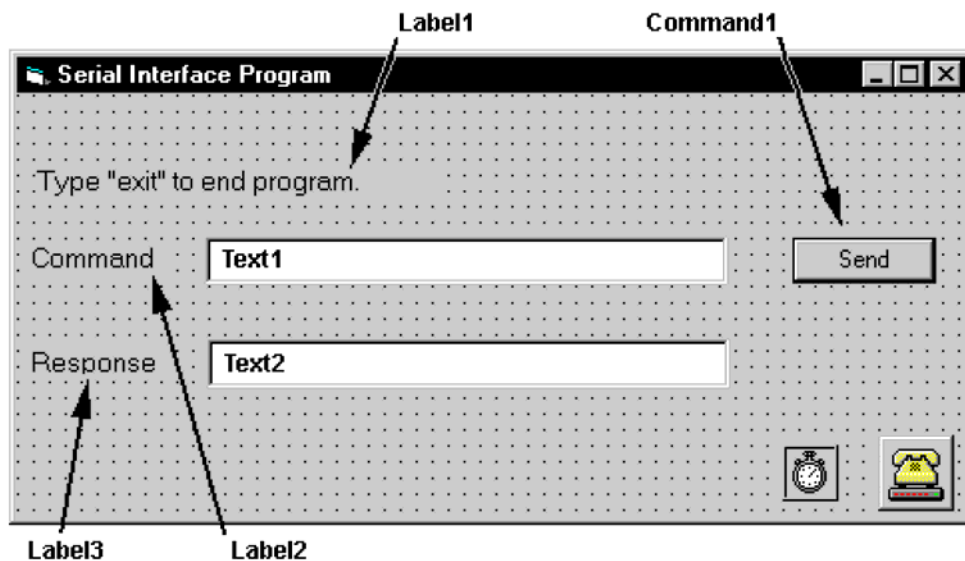 Label1 Command1
Serial Interface Program
Type "exit" to end program.
Command Text1 Send
Response Text2
Label3 Label2